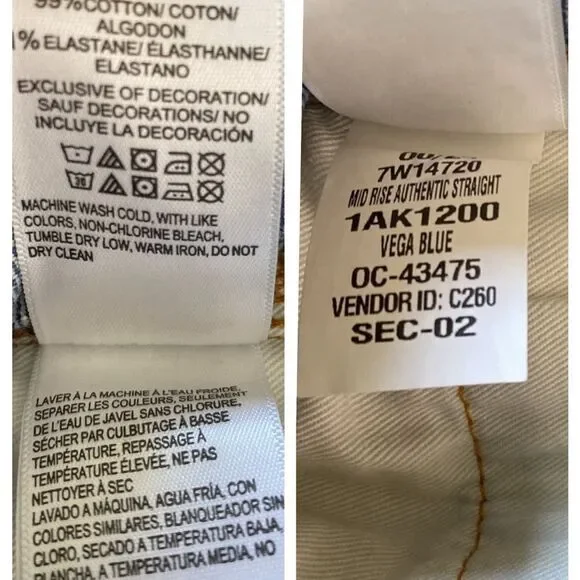 99%COTTON/ COTON/
ALGODON
1% ELASTANE/ ÉLASTHANNE/
ELASTANO
EXCLUSIVE OF DECORATION/
SAUF DECORATIONS/ NO
INCLUYE LA DECORACIÓN
30
MACHINE WASH COLD, WITH LIKE
COLORS, NON-CHLORINE BLEACH,
TUMBLE DRY LOW, WARM IRON, DO NOT
DRY CLEAN
LAVER À LA MACHINE À L'EAU FROIDE,
SEPARER LES COULEURS, SEULEMENT
DE L'EAU DE JAVEL SANS CHLORURE,
SÉCHER PAR CULBUTAGE À BASSE
TEMPÉRATURE, REPASSAGE À
TEMPÉRATURE ÉLEVÉE, NE PAS
NETTOYER À SEC
LAVADO A MÁQUINA, AGUA FRÍA, CON
COLORES SIMILARES, BLANQUEADOR SIN
CLORO, SECADO A TEMPERATURA BAJA,
PLANCHA, A TEMPERATURA MEDIA, NO
7W14720
MID RISE AUTHENTIC STRAIGHT
1AK1200
VEGA BLUE
OC-43475
VENDOR ID: C260
SEC-02